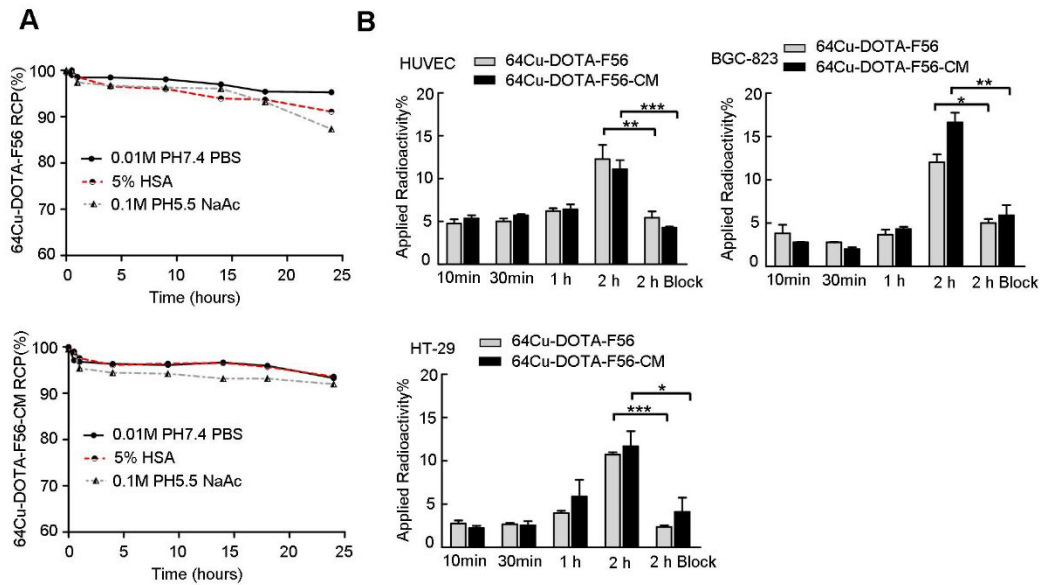 A
64Cu-DOTA-F56 RCP(%)
100
90
95
90
60
0.01M PH7.4 PBS
5% HSA
0.1M PH5.5 NaAc
0 5 10 15 20 25
Time (hours)
64Cu-DOTA-F56-CM RCP(%)
100
90
95
90
60
0.01M PH7.4 PBS
5% HSA
0.1M PH5.5 NaAc
0 5 10 15 20 25
Time (hours)
B
HUVEC
64Cu-DOTA-F56
64Cu-DOTA-F56-CM
Applied Radioactivity%
20
15
10
5
0
***
**
10min 30min 1 h 2 h 2 h Block
BGC-823
64Cu-DOTA-F56
64Cu-DOTA-F56-CM
Applied Radioactivity%
20
15
10
5
0
**
*
10min 30min 1 h 2 h 2 h Block
HT-29
64Cu-DOTA-F56
64Cu-DOTA-F56-CM
Applied Radioactivity%
20
15
10
5
0
*
***
10min 30min 1 h 2 h 2 h Block